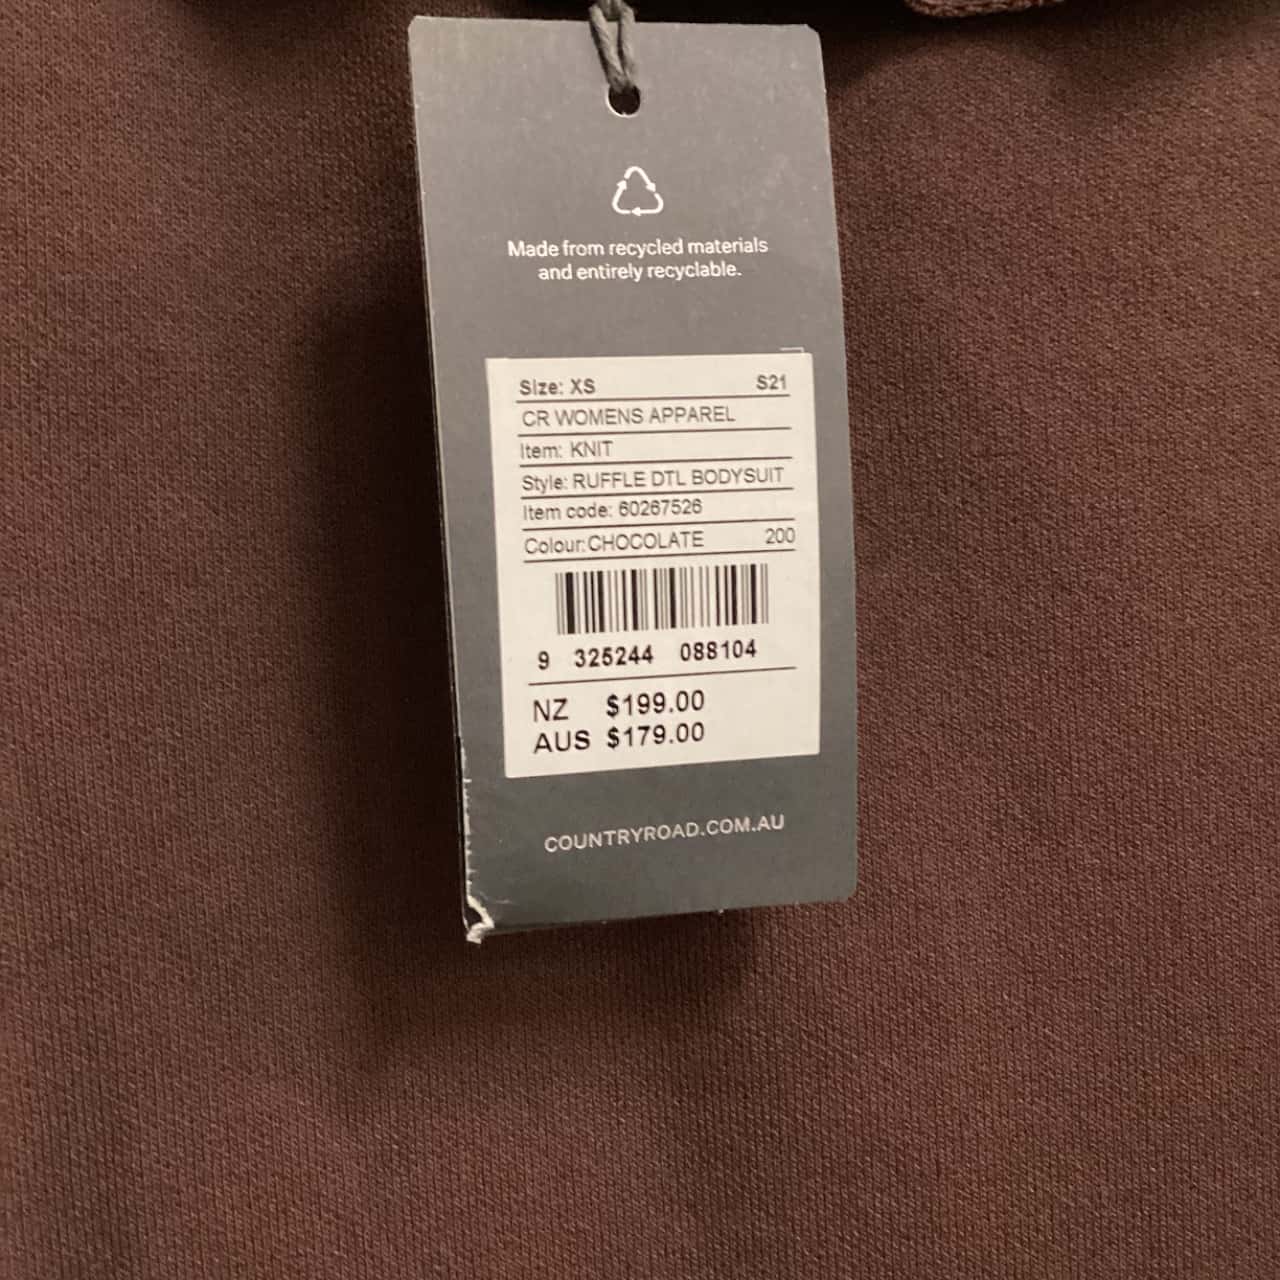 Made from recycled materials
and entirely recyclable.
Size: XS S21
CR WOMENS APPAREL
Item: KNIT
Style: RUFFLE DTL BODYSUIT
Item code: 60267526
Colour:CHOCOLATE 200
9 325244 088104
NZ $199.00
AUS $179.00
COUNTRYROAD.COM.AU